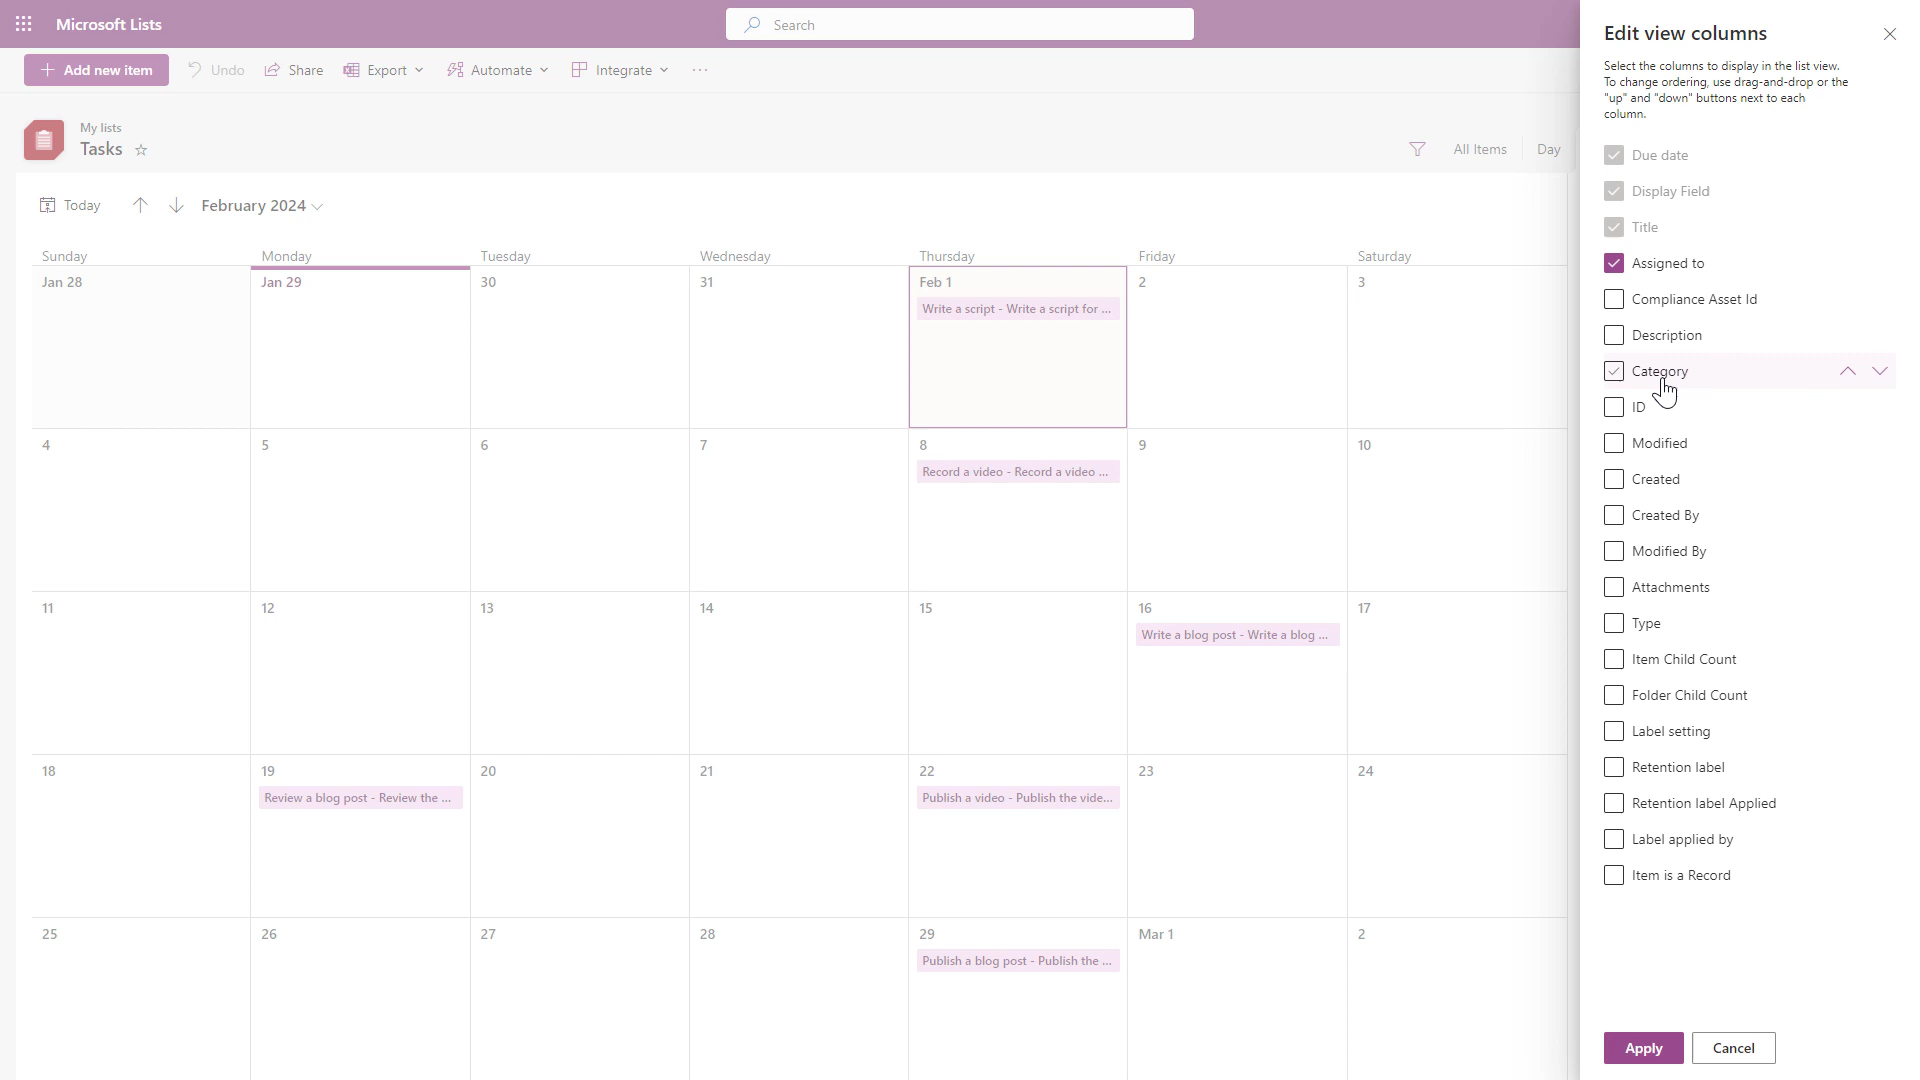 Microsoft Lists
Search
Add new item
Undo
Share
Export
Automate
Integrate
My lists
Tasks
All Items
Day
Today
February 2024
Sunday
Monday
Tuesday
Wednesday
Thursday
Friday
Saturday
Jan 28
Jan 29
30
31
Feb 1
2
3
Write a script - Write a script for ...
4
5
6
7
8
9
10
Record a video - Record a video ...
11
12
13
14
15
16
17
Write a blog post - Write a blog ...
18
19
20
21
22
23
24
Review a blog post - Review the ...
Publish a video - Publish the vide...
25
26
27
28
29
Mar 1
2
Publish a blog post - Publish the ...
Edit view columns
Select the columns to display in the list view.
To change ordering, use drag-and-drop or the
"up" and "down" buttons next to each
column.
Due date
Display Field
Title
Assigned to
Compliance Asset Id
Description
Category
ID
Modified
Created
Created By
Modified By
Attachments
Type
Item Child Count
Folder Child Count
Label setting
Retention label
Retention label Applied
Label applied by
Item is a Record
Apply
Cancel